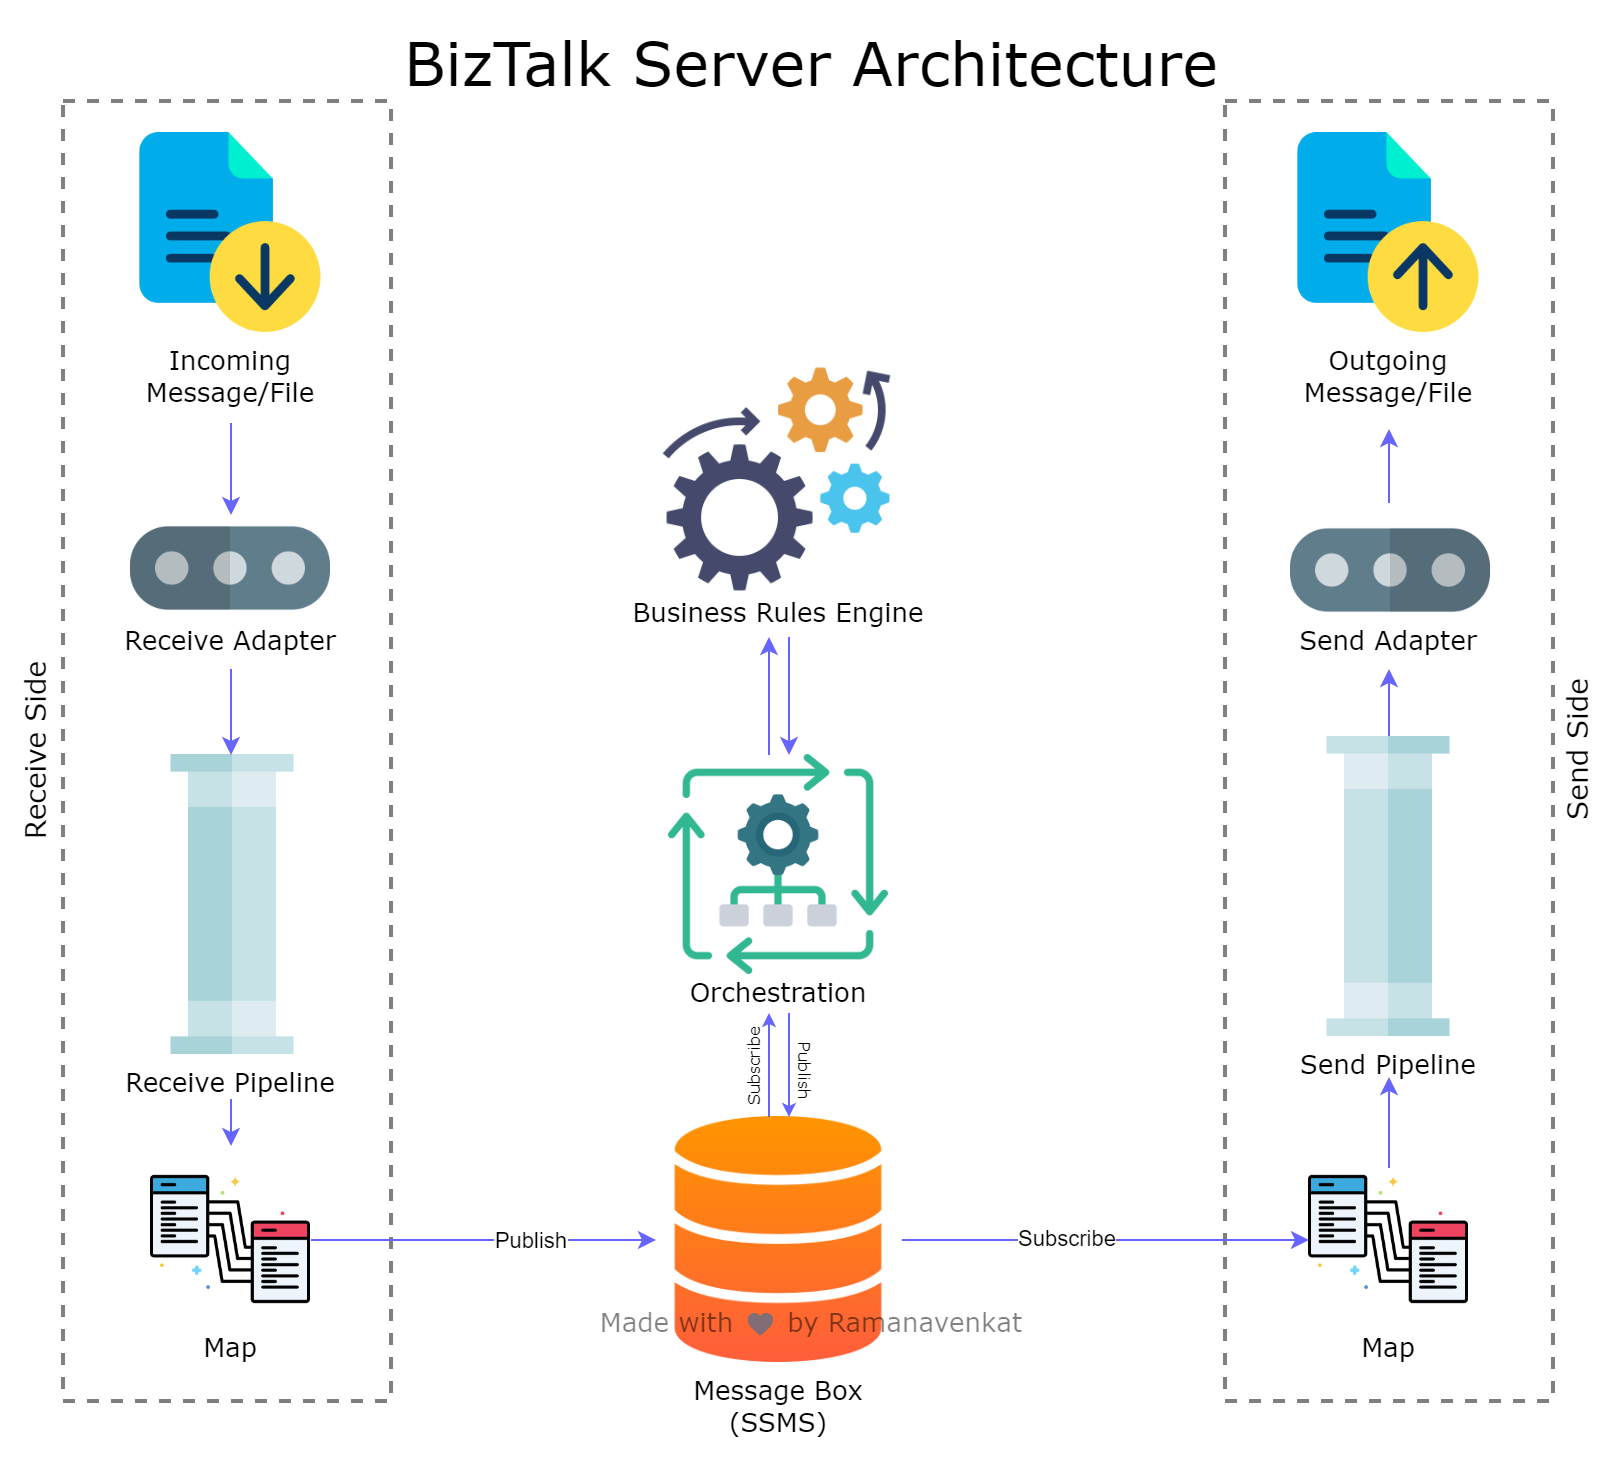 BizTalk Server Architecture
Receive Side
Incoming
Message/File
Receive Adapter
Receive Pipeline
Map
Publish
Business Rules Engine
Orchestration
Subscribe
Publish
Made with by Ramanavenkat
Message Box
(SSMS)
Subscribe
Outgoing
Message/File
Send Adapter
Send Pipeline
Map
Send Side